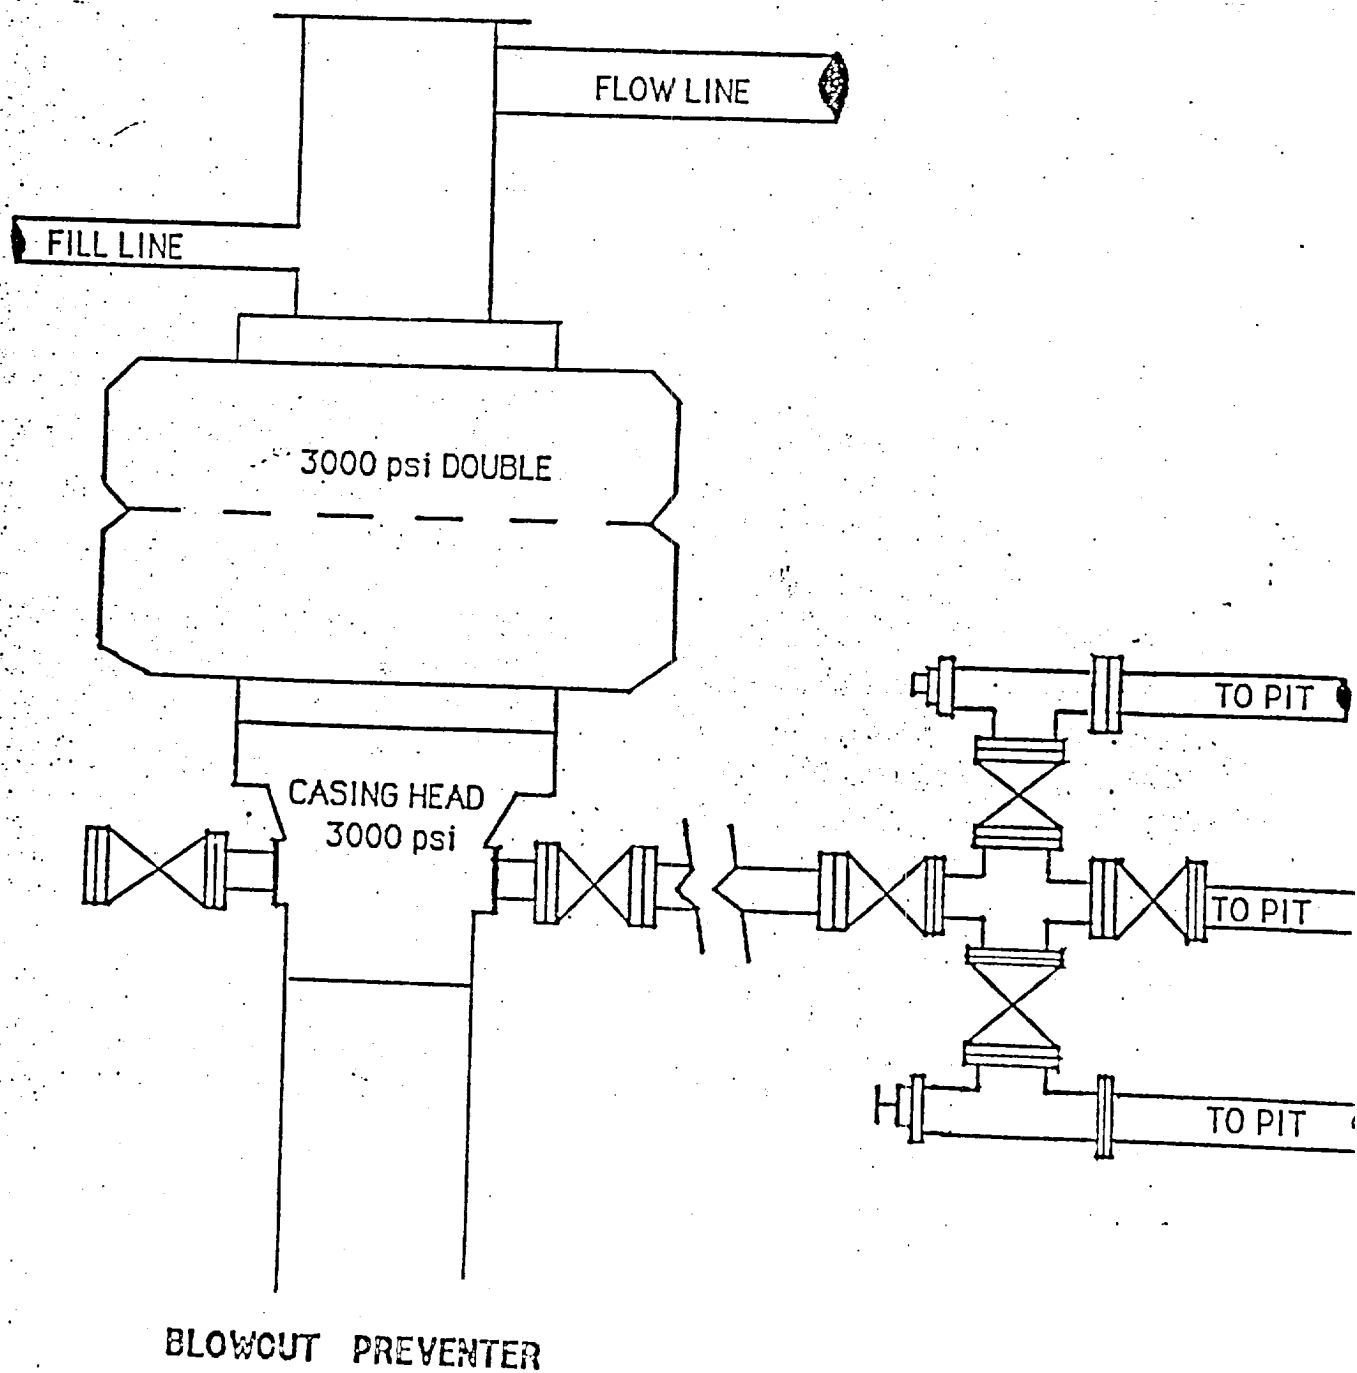 FLOW LINE
FILL LINE
3000 psi DOUBLE
TO PIT
CASING HEAD
3000 psi
TO PIT
TO PIT
BLOWOUT PREVENTER